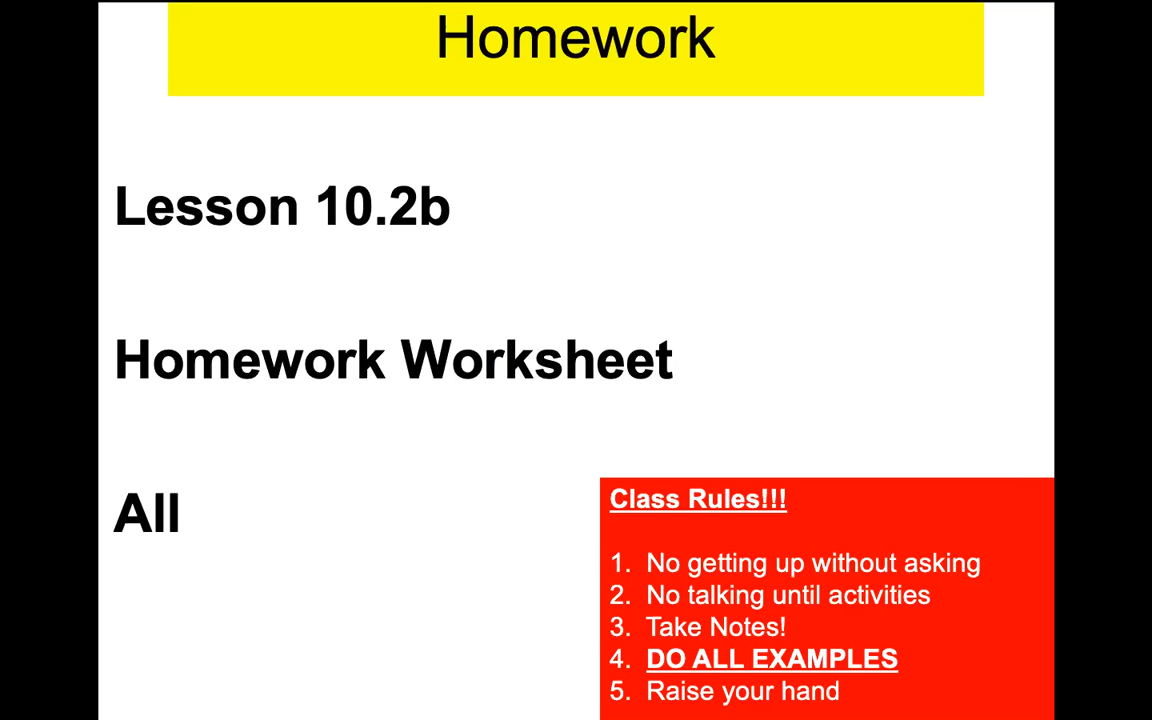 Homework
Lesson 10.2b
Homework Worksheet
All
Class Rules!!!
1. No getting up without asking
2. No talking until activities
3. Take Notes!
4. DO ALL EXAMPLES
5. Raise your hand